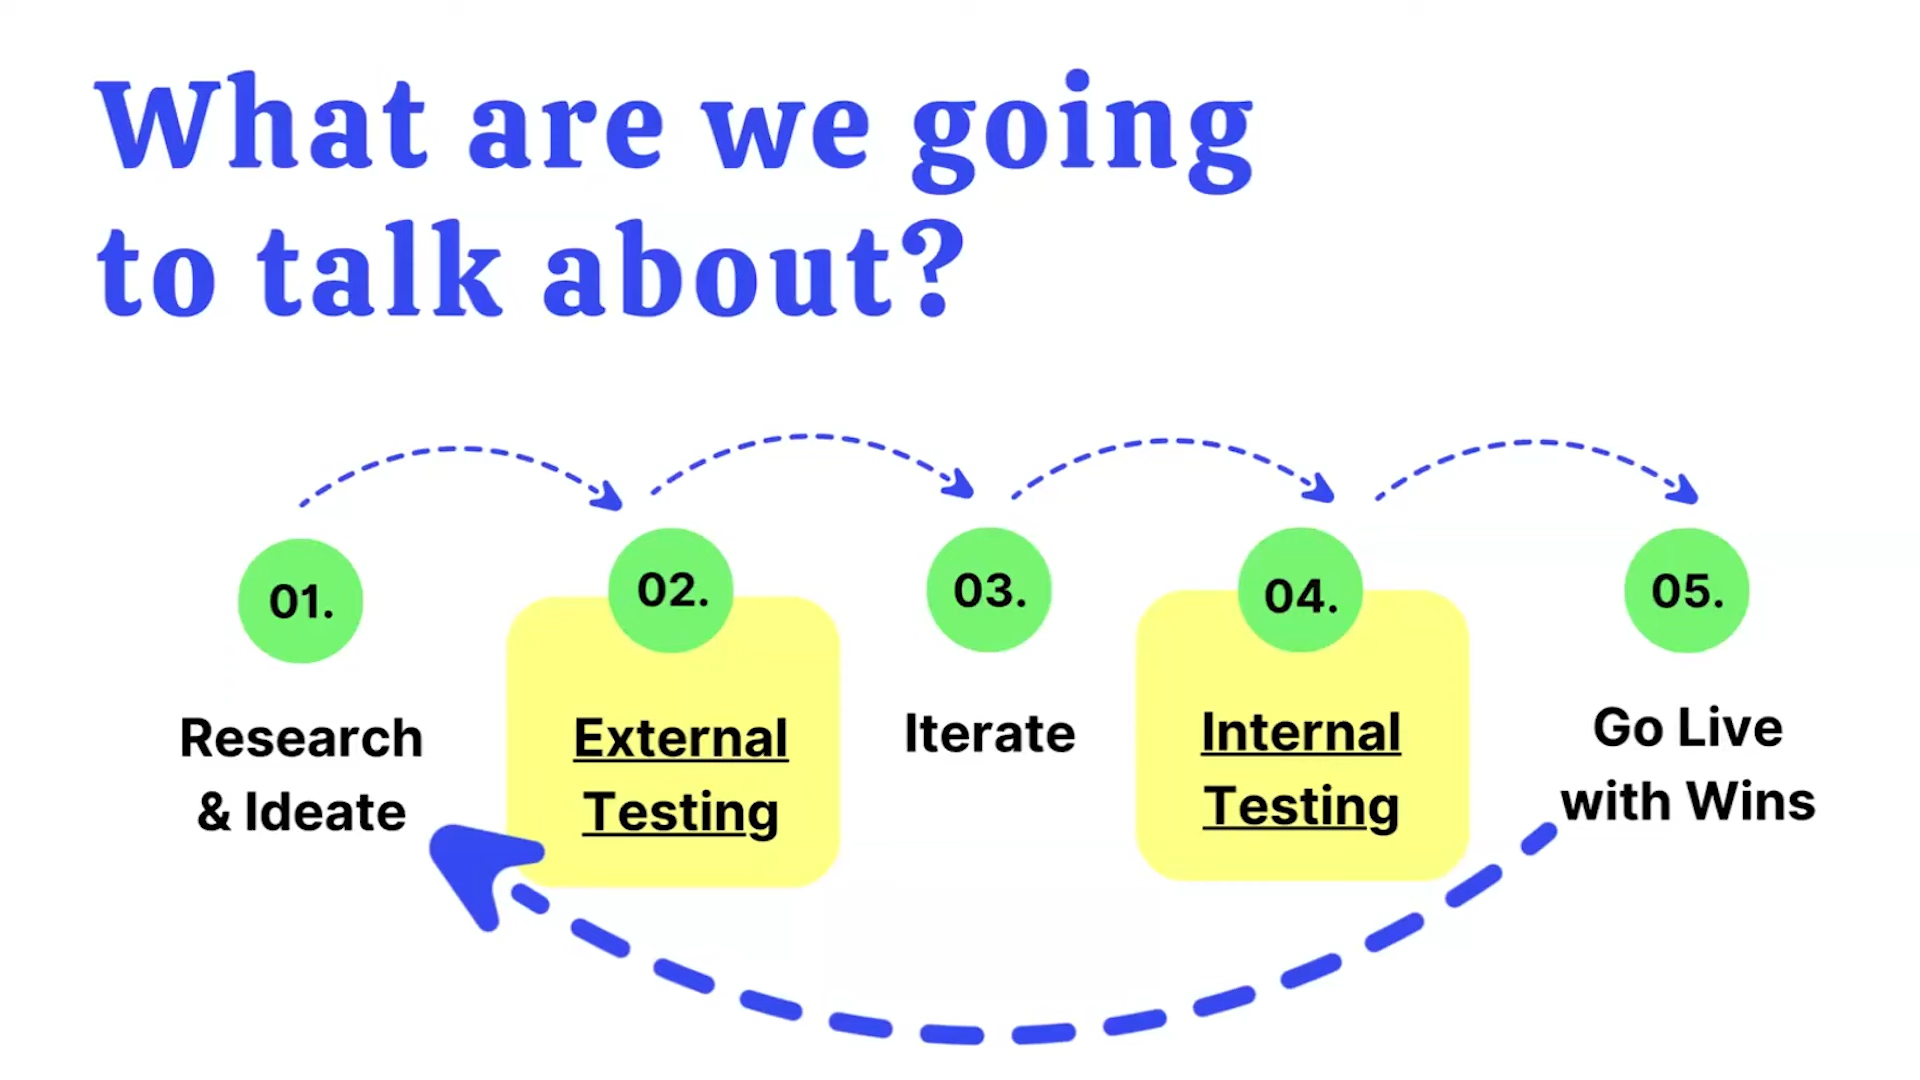 What are we going
to talk about?
01.
Research
& Ideate
02.
External
Testing
03.
Iterate
04.
Internal
Testing
05.
Go Live
with Wins